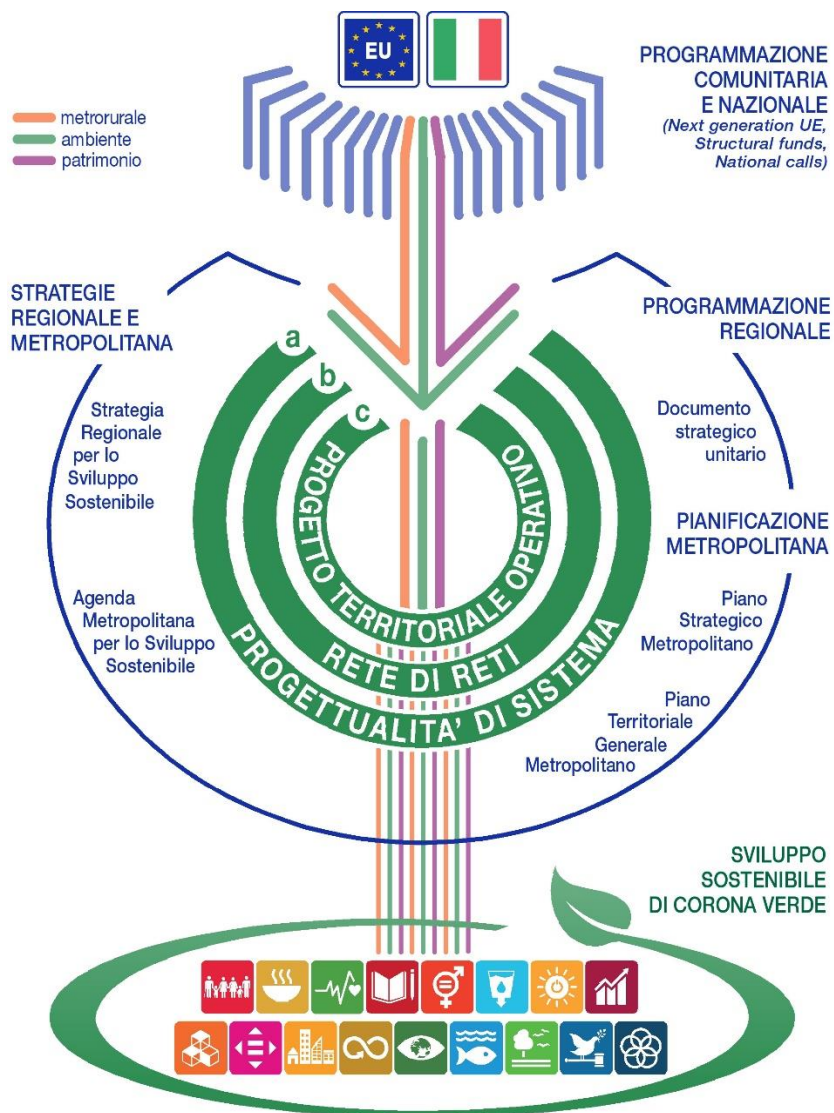 EU
PROGRAMMAZIONE
COMUNITARIA
E NAZIONALE
(Next generation UE,
Structural funds,
National calls)
metrorurale
ambiente
patrimonio
STRATEGIE
REGIONALE E
METROPOLITANA
PROGRAMMAZIONE
REGIONALE
a
b
c
Strategia
Regionale
per lo
Sviluppo
Sostenibile
Documento
strategico
unitario
PROGETTO TERRITORIALE OPERATIVO
RETE DI RETI
PROGETTUALITA' DI SISTEMA
PIANIFICAZIONE
METROPOLITANA
Agenda
Metropolitana
per lo Sviluppo
Sostenibile
Piano
Strategico
Metropolitano
Piano
Territoriale
Generale
Metropolitano
SVILUPPO
SOSTENIBILE
DI CORONA VERDE